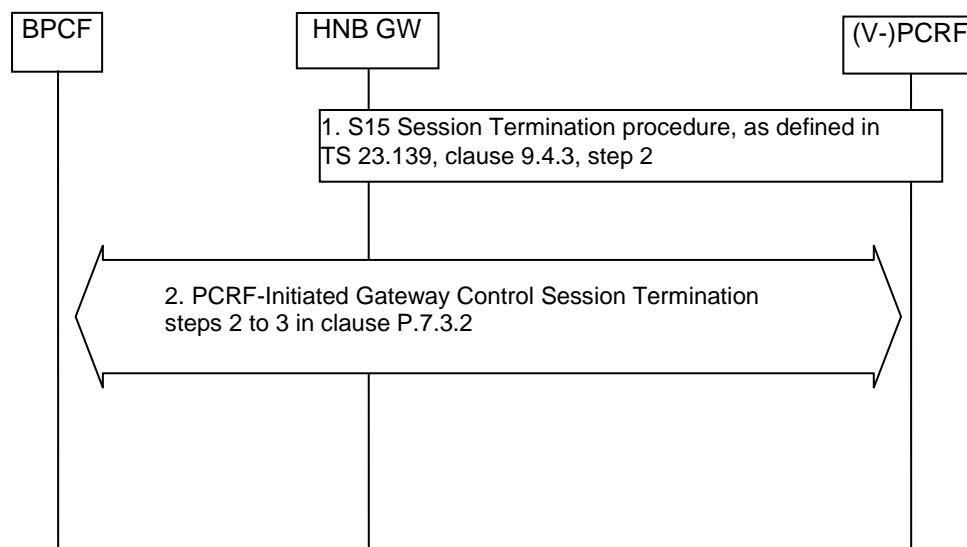 BPCF
HNB GW
(V-)PCRF
1. S15 Session Termination procedure, as defined in
TS 23.139, clause 9.4.3, step 2
2. PCRF-Initiated Gateway Control Session Termination
steps 2 to 3 in clause P.7.3.2